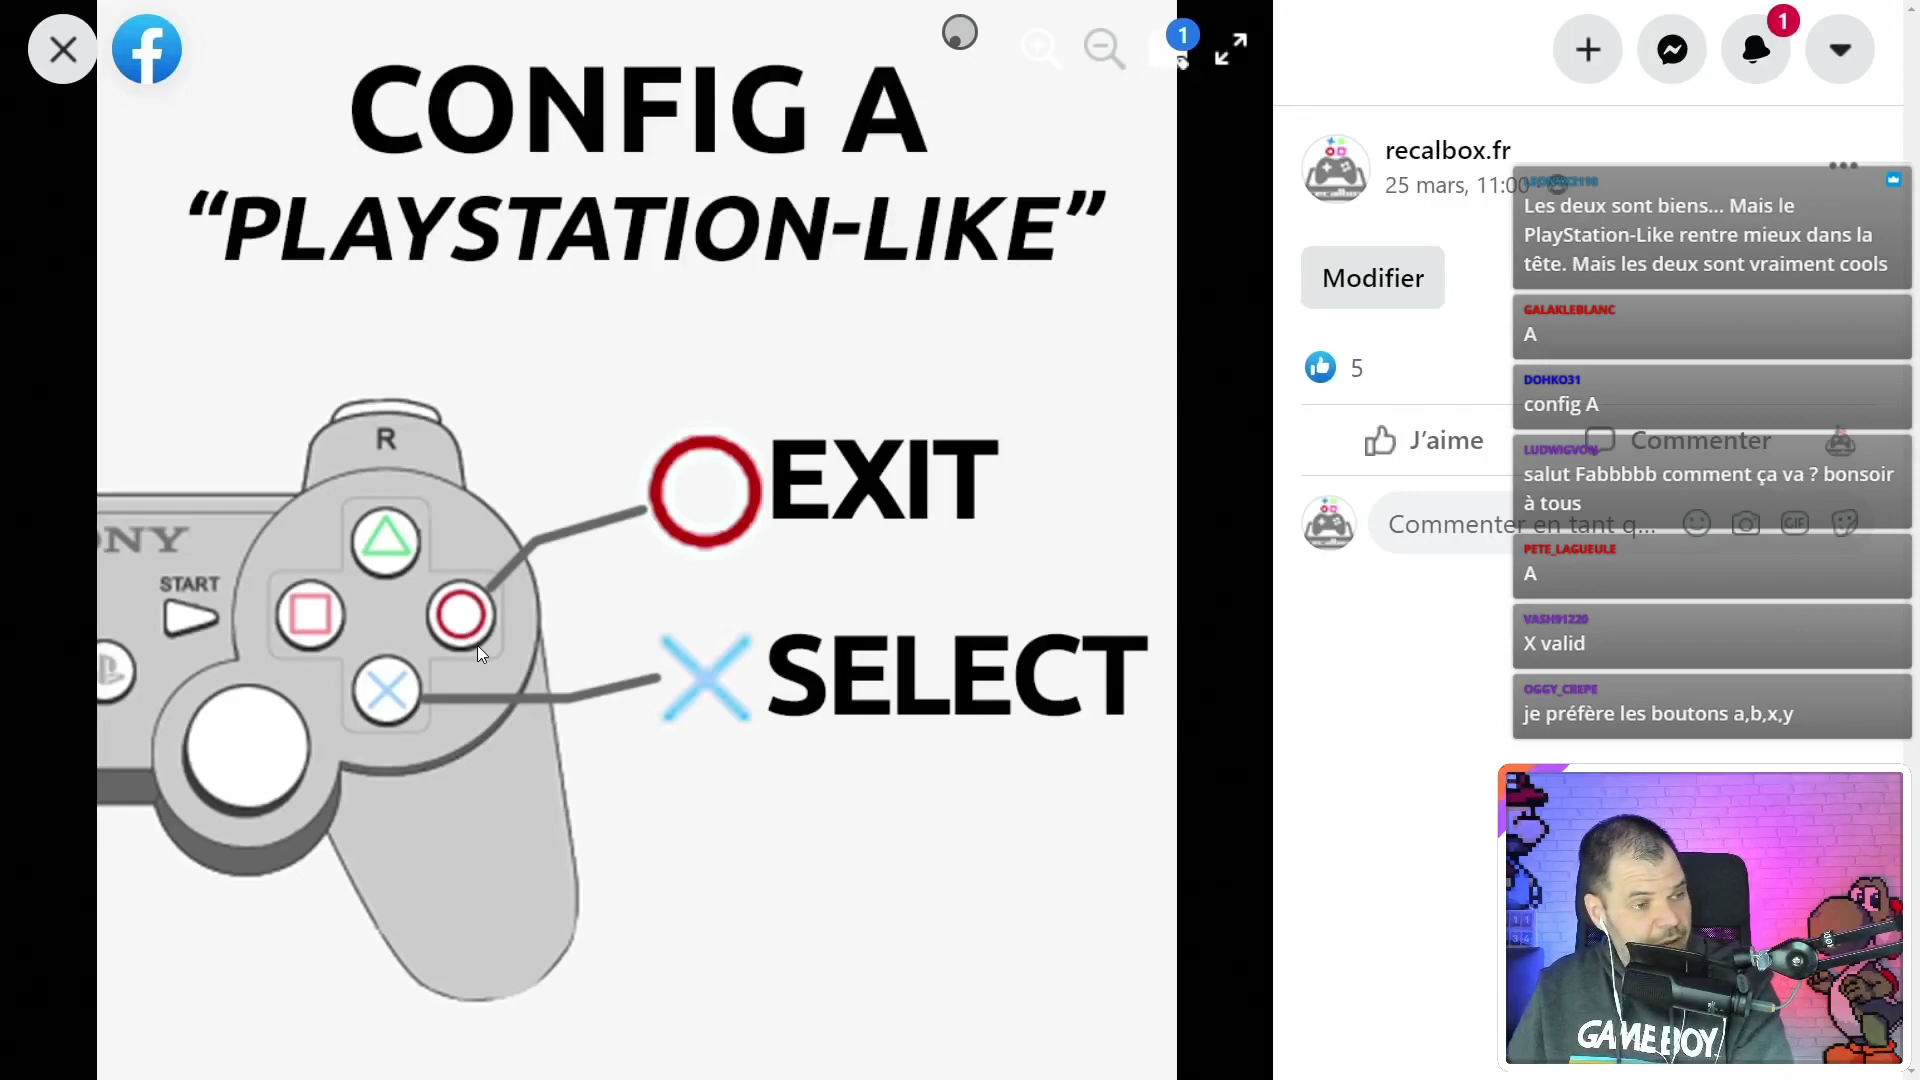 CONFIG A
“PLAYSTATION-LIKE”
R
START
EXIT
SELECT
1
1
recalbox.fr
25 mars, 11:00
Modifier
5
J’aime
Commenter
Commenter en tant q...
GIF
Les deux sont biens... Mais le
PlayStation-Like rentre mieux dans la
tête. Mais les deux sont vraiment cools
GALAKLEBLANC
A
DOHKO31
config A
LUDWIGVON
salut Fabbbbb comment ça va ? bonsoir
à tous
PETE_LAGUEULE
A
VASH91220
X valid
OGGY_CREPE
je préfère les boutons a,b,x,y
GAMEBOY